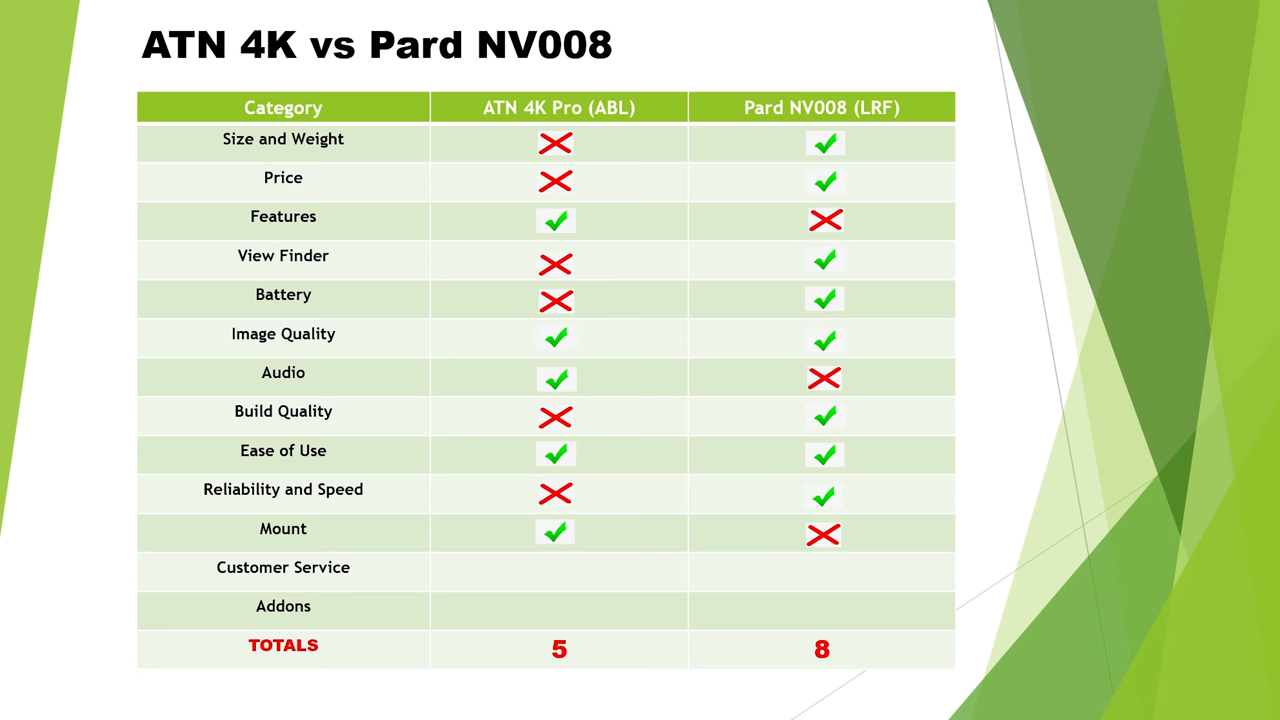 ATN 4K vs Pard NV008
Category ATN 4K Pro (ABL) Pard NV008 (LRF)
Size and Weight
Price
Features
View Finder
Battery
Image Quality
Audio
Build Quality
Ease of Use
Reliability and Speed
Mount
Customer Service
Addons
TOTALS 5 8